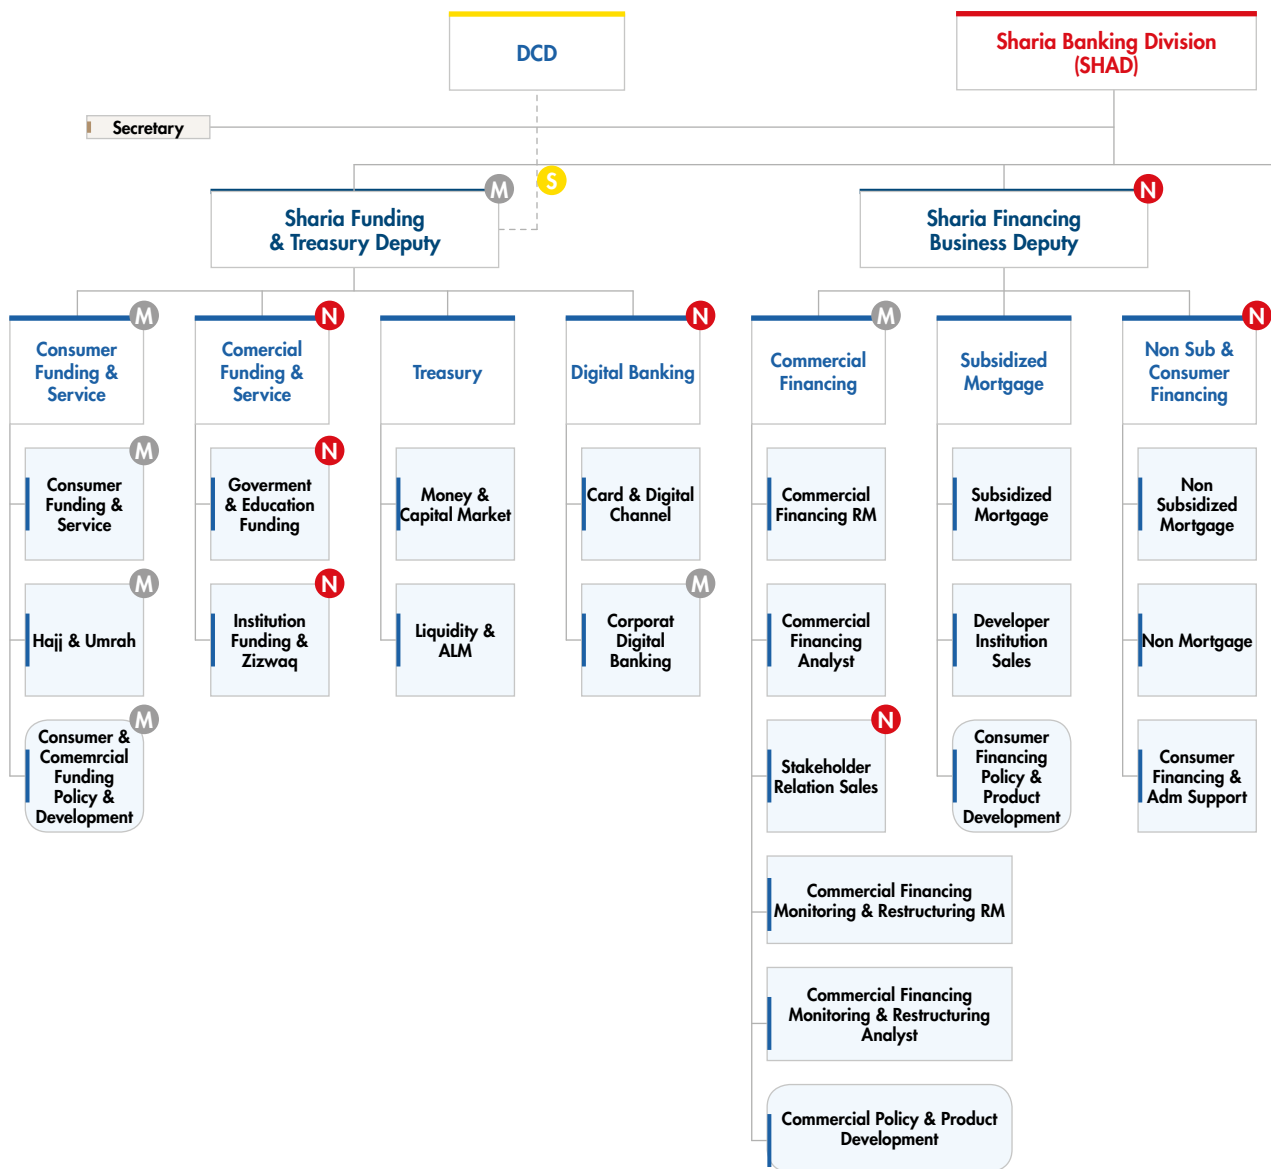 DCD
Sharia Banking Division
(SHAD)
Secretary
S
M
Sharia Funding
& Treasury Deputy
N
Sharia Financing
Business Deputy
M
Consumer
Funding &
Service
N
Comercial
Funding &
Service
Treasury
N
Digital Banking
M
Commercial
Financing
Subsidized
Mortgage
N
Non Sub &
Consumer
Financing
M
Consumer
Funding &
Service
N
Goverment
& Education
Funding
Money &
Capital Market
Card & Digital
Channel
Commercial
Financing RM
Subsidized
Mortgage
Non
Subsidized
Mortgage
M
Hajj & Umrah
N
Institution
Funding &
Zizwaq
Liquidity &
ALM
M
Corporat
Digital
Banking
Commercial
Financing
Analyst
Developer
Institution
Sales
Non Mortgage
M
Consumer &
Comemrcial
Funding
Policy &
Development
N
Stakeholder
Relation Sales
Consumer
Financing
Policy &
Product
Development
Consumer
Financing &
Adm Support
Commercial Financing
Monitoring & Restructuring RM
Commercial Financing
Monitoring & Restructuring
Analyst
Commercial Policy & Product
Development